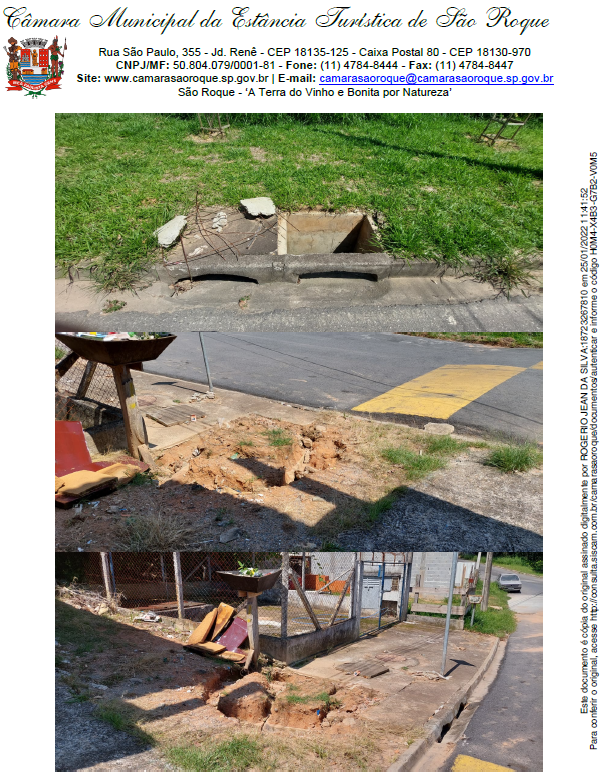 Câmara Municipal da Estância Turística de São Roque
Rua São Paulo, 355 - Jd. Renê - CEP 18135-125 - Caixa Postal 80 - CEP 18130-970
CNPJ/MF: 50.804.079/0001-81 - Fone: (11) 4784-8444 - Fax: (11) 4784-8447
Site: www.camarasaoroque.sp.gov.br | E-mail: camarasaoroque@camarasaoroque.sp.gov.br
São Roque - 'A Terra do Vinho e Bonita por Natureza'
Este documento é cópia do original assinado digitalmente por ROGERIO JEAN DA SILVA:18723267810 em 25/01/2022 11:41:52
Para conferir o original, acesse http://consulta.siscam.com.br/camarasaoroque/documentos/autenticar e informe o código H0M4-X4B3-G7B2-V0M5